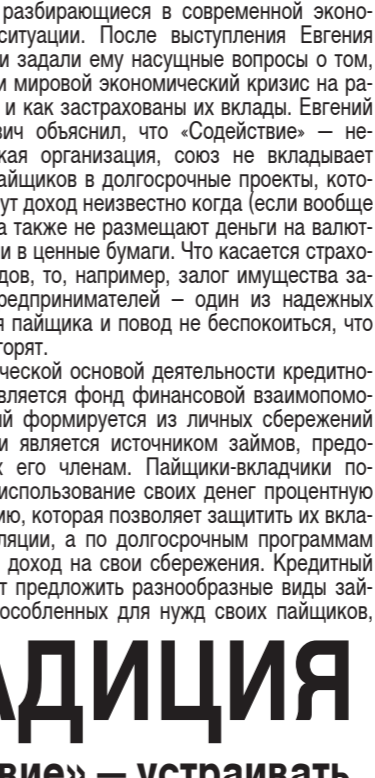 разбирающиеся в современной эконо-
ситуации. После выступления Евгения
и задали ему насущные вопросы о том,
и мировой экономический кризис на ра-
и как застрахованы их вклады. Евгений
вич объяснил, что «Содействие» – не-
кая организация, союз не вкладывает
айщиков в долгосрочные проекты, кото-
ут доход неизвестно когда (если вообще
а также не размещают деньги на валют-
и в ценные бумаги. Что касается страхо-
дов, то, например, залог имущества за-
редпринимателей – один из надежных
я пайщика и повод не беспокоиться, что
горят.
ческой основой деятельности кредитно-
вляется фонд финансовой взаимопомо-
ий формируется из личных сбережений
и является источником займов, предо-
х его членам. Пайщики-вкладчики по-
использование своих денег процентную
ию, которая позволяет защитить их вкла-
ляции, а по долгосрочным программам
доход на свои сбережения. Кредитный
т предложить разнообразные виды зай-
особленных для нужд своих пайщиков,
АДИЦИЯ
вие» – устраивать